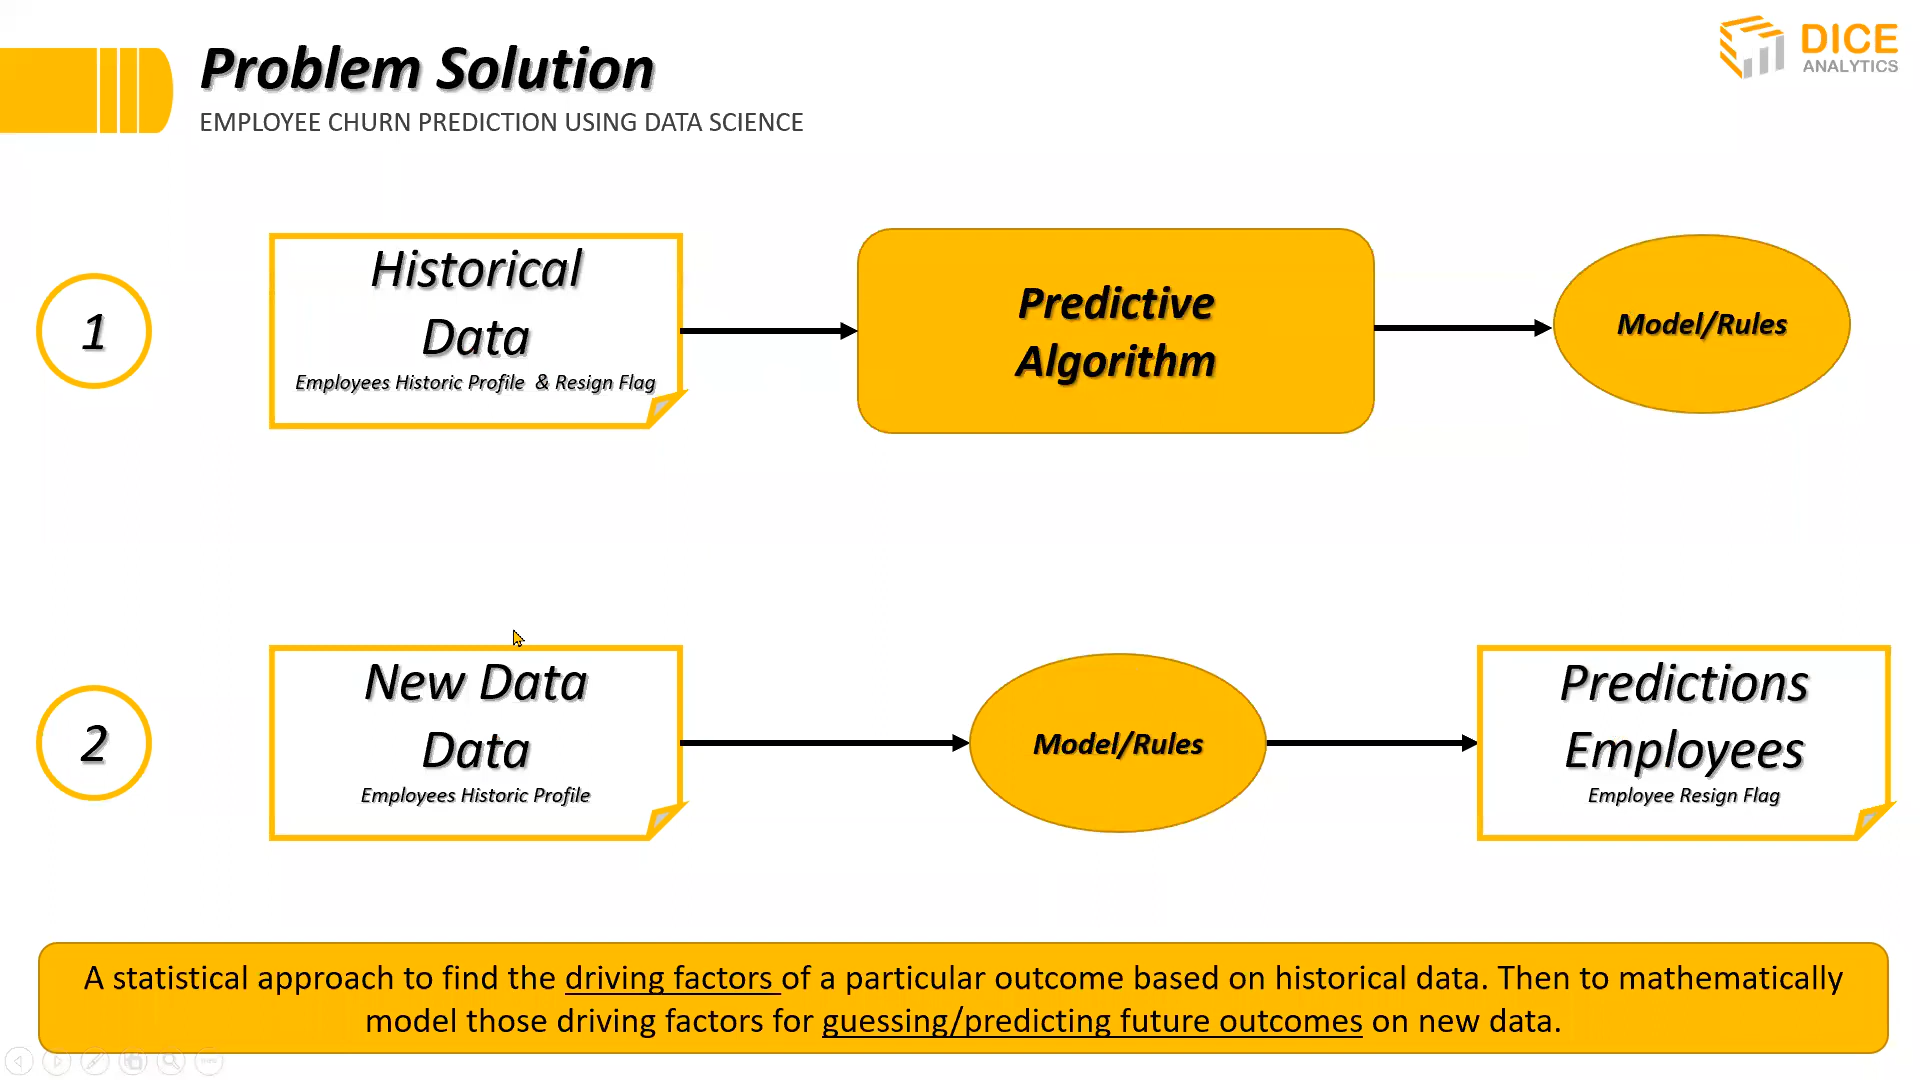 Problem Solution
EMPLOYEE CHURN PREDICTION USING DATA SCIENCE
DICE
ANALYTICS
1
Historical
Data
Employees Historic Profile & Resign Flag
Predictive
Algorithm
Model/Rules
2
New Data
Data
Employees Historic Profile
Model/Rules
Predictions
Employees
Employee Resign Flag
A statistical approach to find the driving factors of a particular outcome based on historical data. Then to mathematically
model those driving factors for guessing/predicting future outcomes on new data.